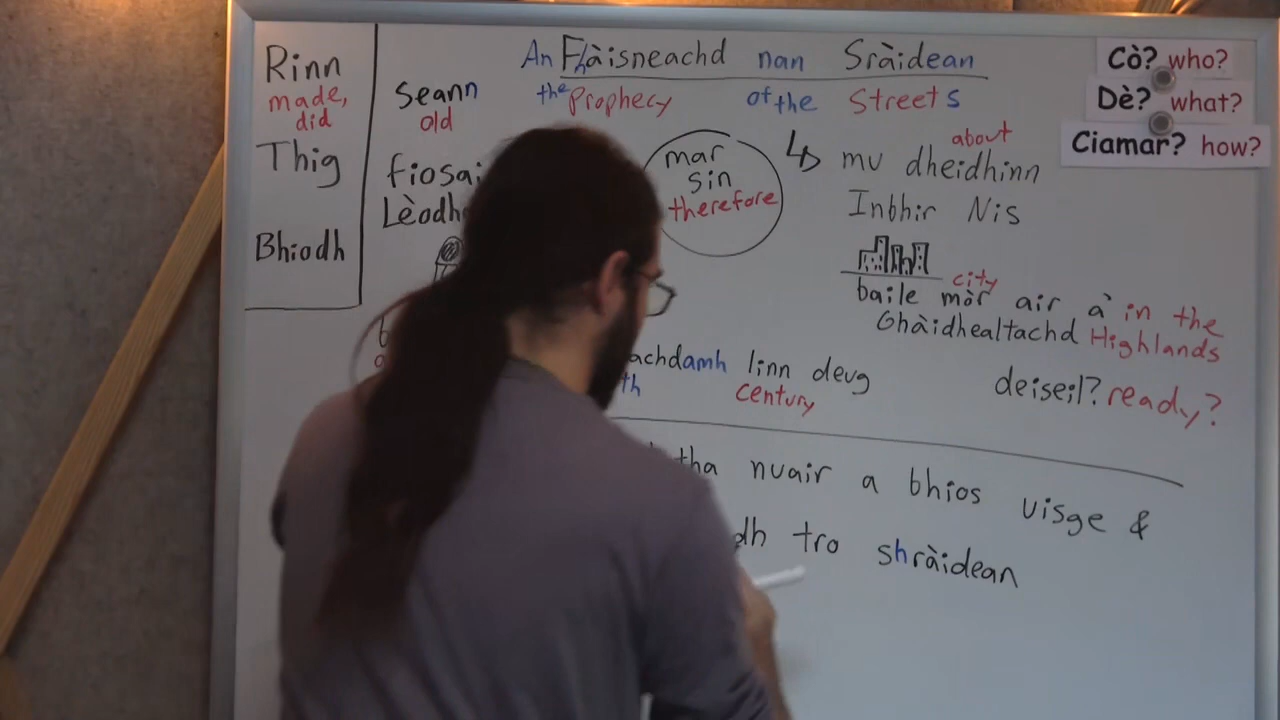 Rinn
made,
did
Thig
Bhiodh
Seann
old
An Fhàisneachd nan Sràidean
the Prophecy of the Streets
Lèodh
mar
sin
therefore
↳ mu dheidhinn
about
Inbhir Nis
city
baile mòr air a' in the
Ghàidhealtachd Highlands
achdamh linn deug
th century
deiseil? ready?
tha nuair a bhios uisge &
dh tro shràidean
Cò? who?
Dè? what?
Ciamar? how?